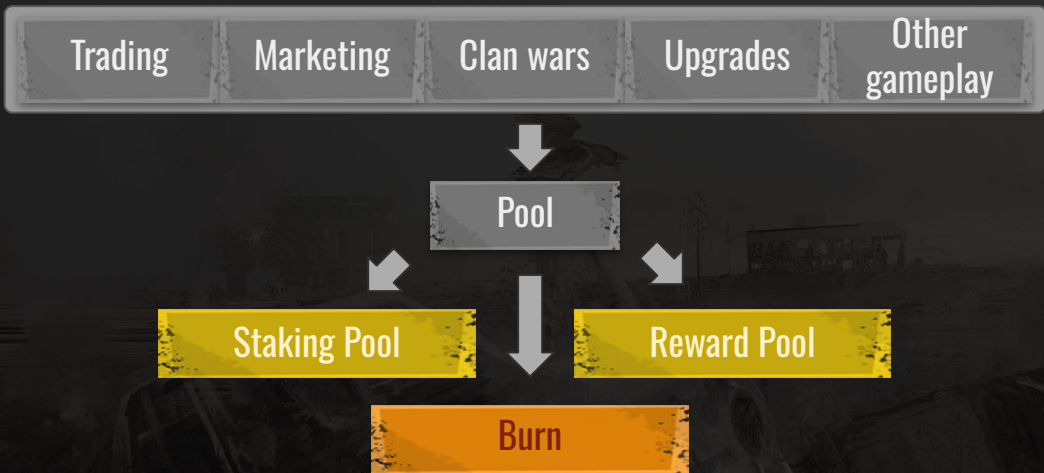 Trading
Marketing
Clan wars
Upgrades
Other
gameplay
Pool
Staking Pool
Reward Pool
Burn